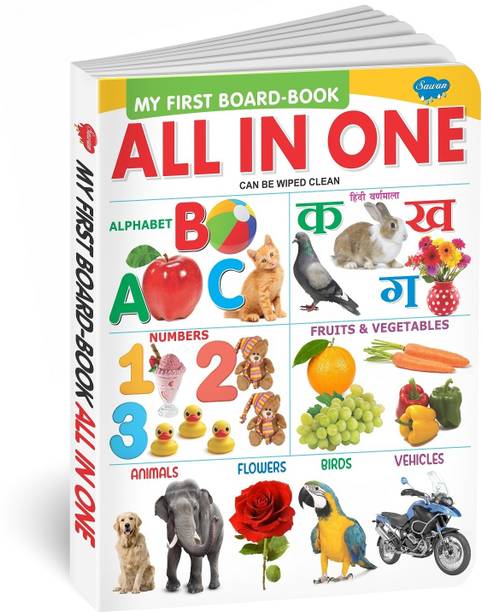 Sawan
MY FIRST BOARD-BOOK
ALL IN ONE
CAN BE WIPED CLEAN
ALPHABET
B
A
C
हिंदी वर्णमाला
क
ख
ग
NUMBERS
1
2
3
FRUITS & VEGETABLES
ANIMALS
FLOWERS
BIRDS
VEHICLES
Sawan
MY FIRST BOARD-BOOK ALL IN ONE